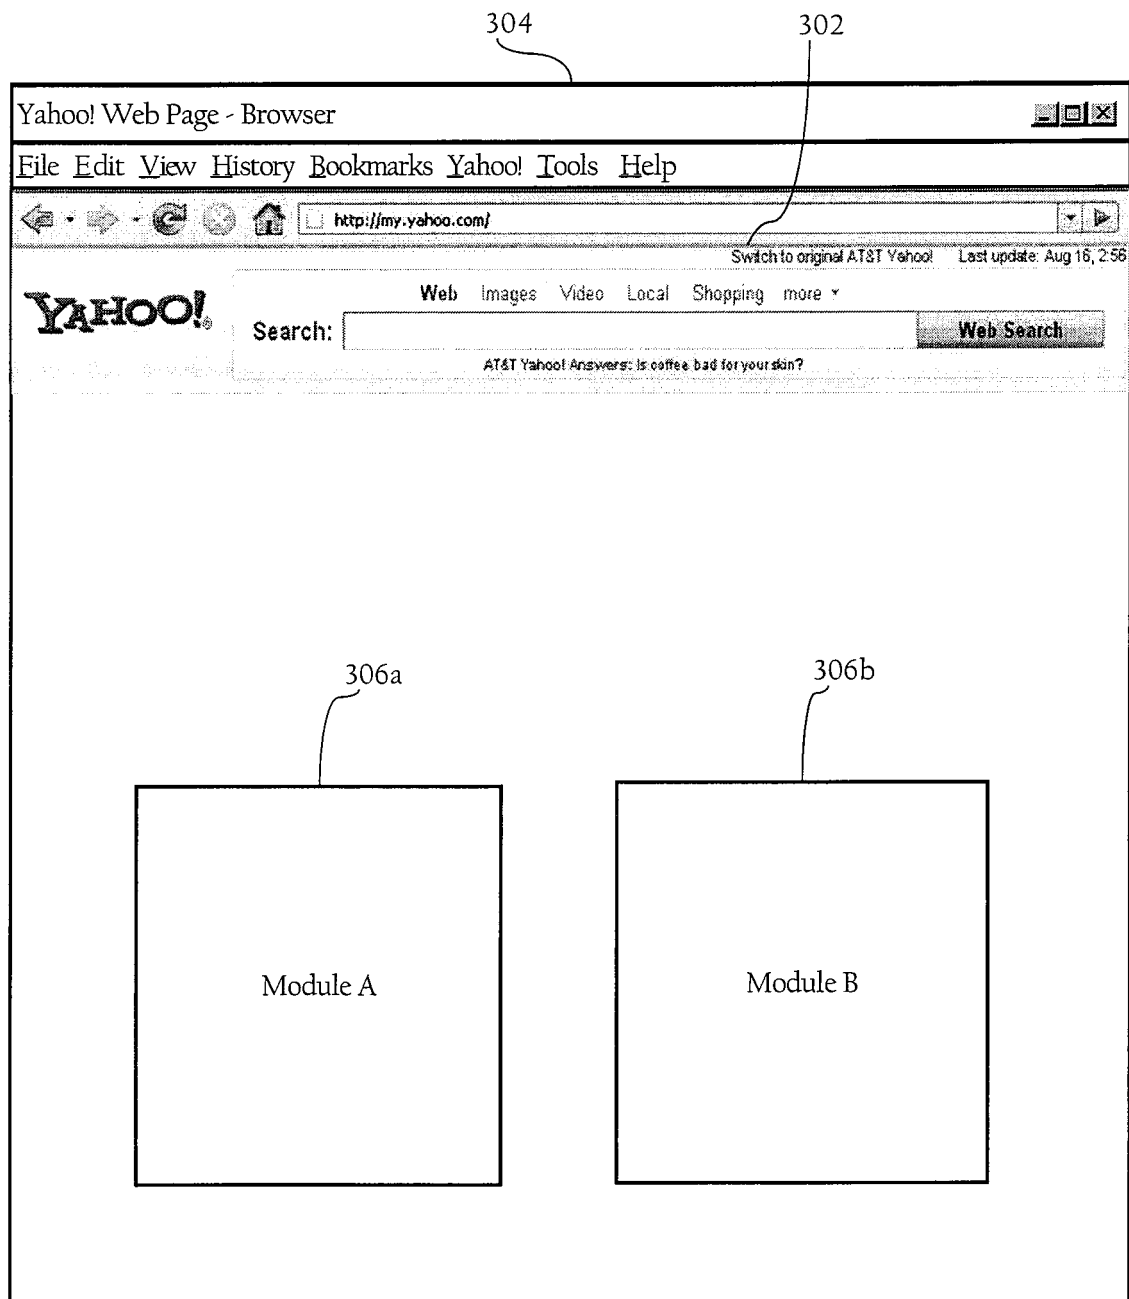 304
302
Yahoo! Web Page - Browser
File Edit View History Bookmarks Yahoo! Tools Help
http://my.yahoo.com/
Switch to original AT&T Yahoo! Last update: Aug 16, 2:56
YAHOO!®
Web Images Video Local Shopping more
Search: Web Search
AT&T Yahoo! Answers: Is coffee bad for your skin?
306a
306b
Module A
Module B